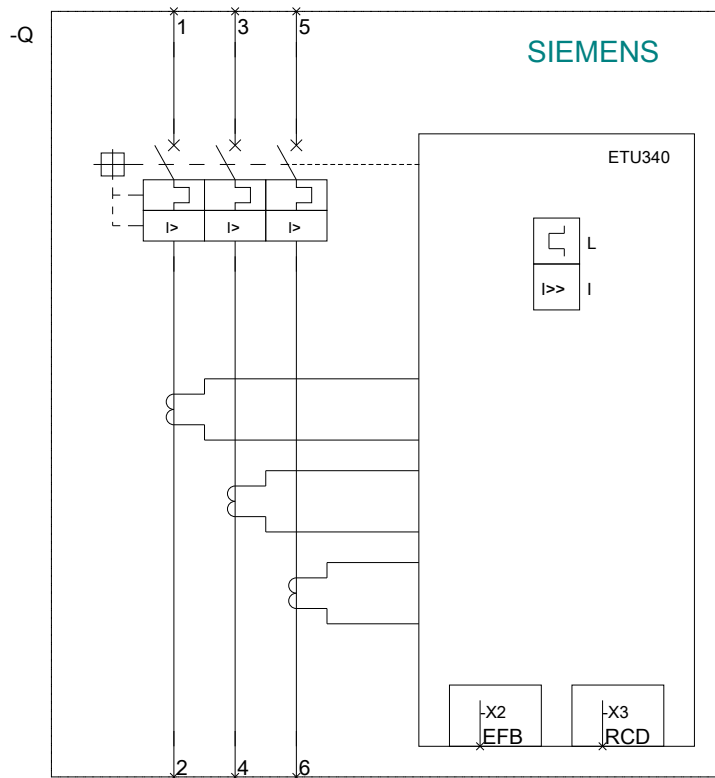 -Q
1 3 5
SIEMENS
ETU340
L
I> I> I>
I>> I
-X2 -X3
EFB RCD
2 4 6